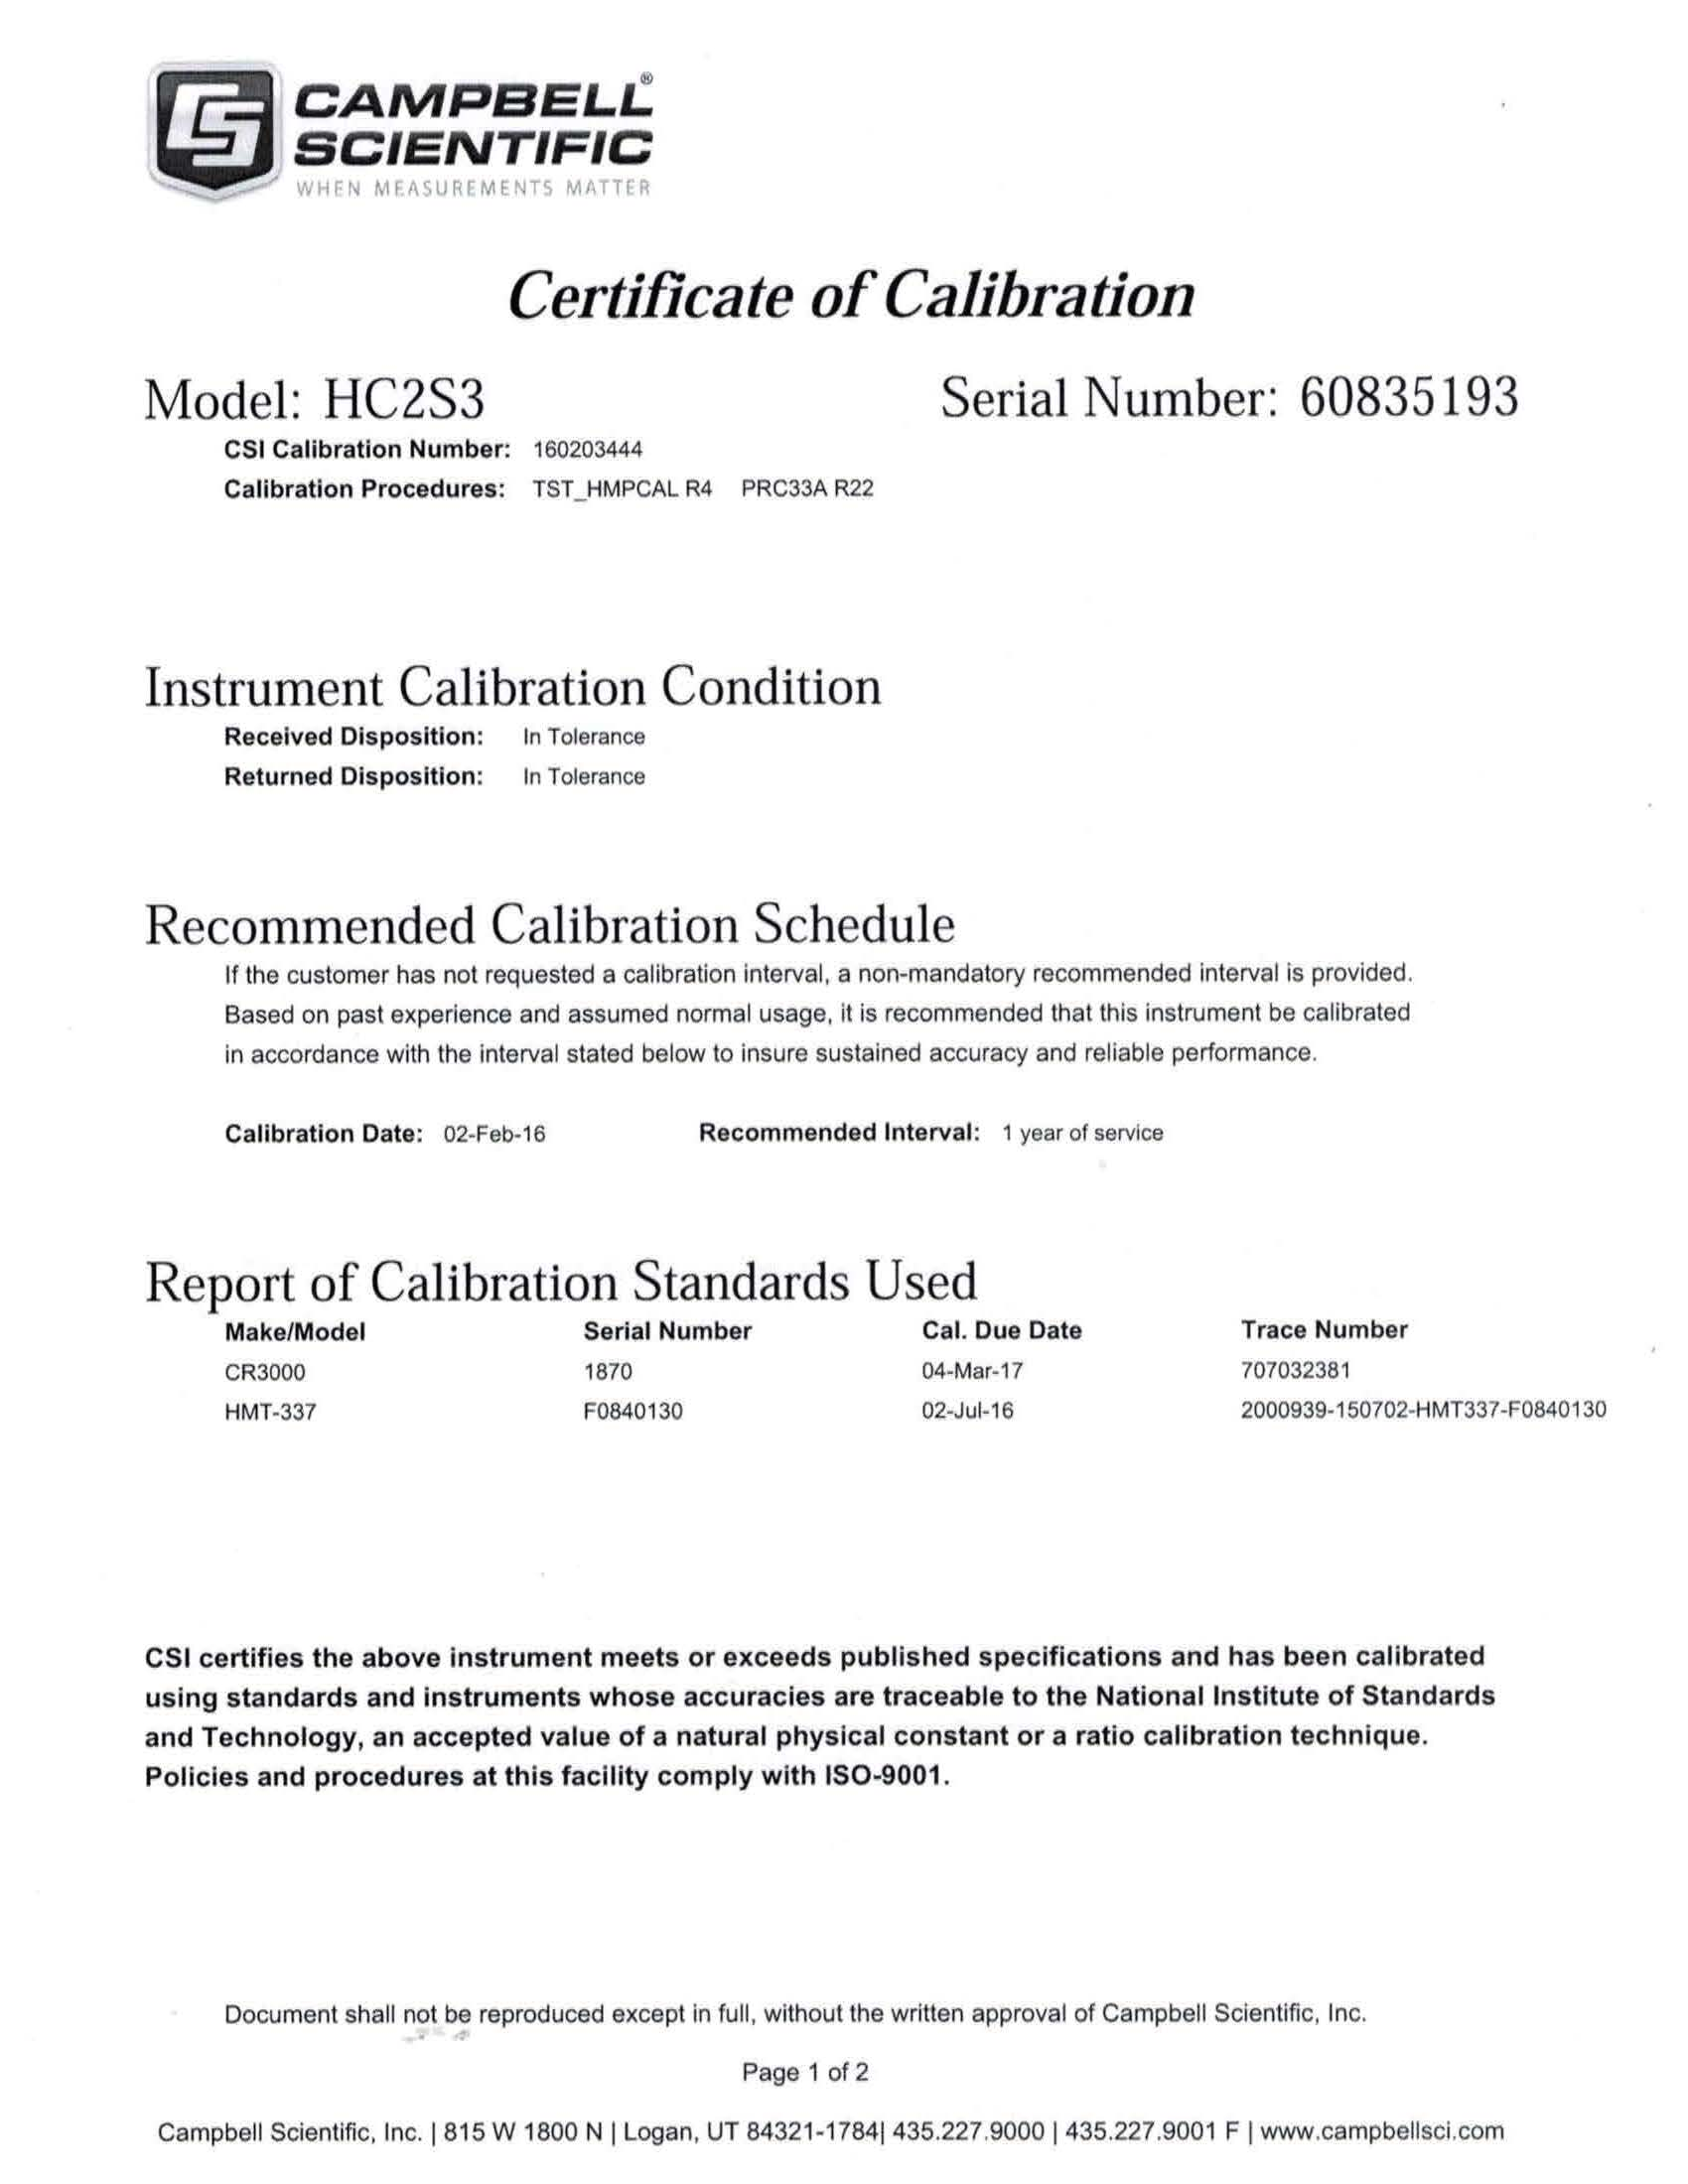 CAMPBELL®
SCIENTIFIC
WHEN MEASUREMENTS MATTER
Certificate of Calibration
Model: HC2S3 Serial Number: 60835193
CSI Calibration Number: 160203444
Calibration Procedures: TST_HMPCAL R4 PRC33A R22
Instrument Calibration Condition
Received Disposition: In Tolerance
Returned Disposition: In Tolerance
Recommended Calibration Schedule
If the customer has not requested a calibration interval, a non-mandatory recommended interval is provided.
Based on past experience and assumed normal usage, it is recommended that this instrument be calibrated
in accordance with the interval stated below to insure sustained accuracy and reliable performance.
Calibration Date: 02-Feb-16 Recommended Interval: 1 year of service
Report of Calibration Standards Used
Make/Model Serial Number Cal. Due Date Trace Number
CR3000 1870 04-Mar-17 707032381
HMT-337 F0840130 02-Jul-16 2000939-150702-HMT337-F0840130
CSI certifies the above instrument meets or exceeds published specifications and has been calibrated
using standards and instruments whose accuracies are traceable to the National Institute of Standards
and Technology, an accepted value of a natural physical constant or a ratio calibration technique.
Policies and procedures at this facility comply with ISO-9001.
Document shall not be reproduced except in full, without the written approval of Campbell Scientific, Inc.
Page 1 of 2
Campbell Scientific, Inc. | 815 W 1800 N | Logan, UT 84321-1784| 435.227.9000 | 435.227.9001 F | www.campbellsci.com